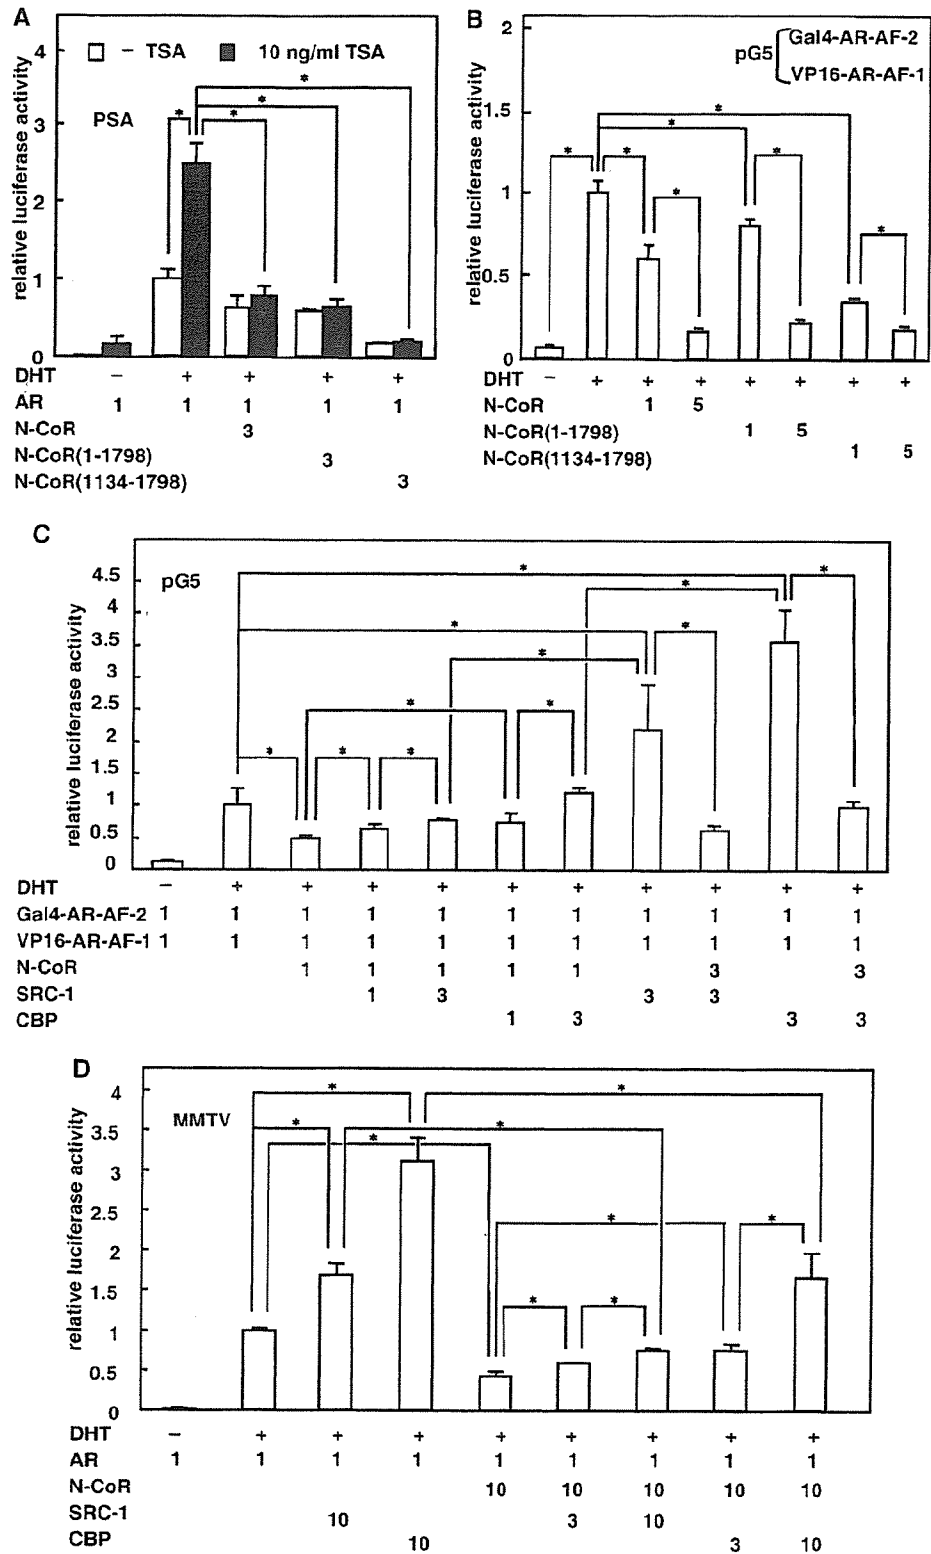 A
relative luciferase activity
4
3
2
1
0
− TSA 10 ng/ml TSA
PSA
* * * *
DHT − + + + +
AR 1 1 1 1 1
N-CoR 3
N-CoR(1-1798) 3
N-CoR(1134-1798) 3
B
relative luciferase activity
2
1.5
1
0.5
0
pG5 Gal4-AR-AF-2
VP16-AR-AF-1
* * * * * * *
DHT − + + + + + + +
N-CoR 1 5
N-CoR(1-1798) 1 5
N-CoR(1134-1798) 1 5
C
relative luciferase activity
4.5
4
3.5
3
2.5
2
1.5
1
0.5
0
pG5
* * * * * * * * * * *
DHT − + + + + + + + + + +
Gal4-AR-AF-2 1 1 1 1 1 1 1 1 1 1 1
VP16-AR-AF-1 1 1 1 1 1 1 1 1 1 1 1
N-CoR 1 1 1 1 1 3 3
SRC-1 1 3 3 3
CBP 1 3 3 3
D
relative luciferase activity
4
3.5
3
2.5
2
1.5
1
0.5
0
MMTV
* * * * * * * * *
DHT − + + + + + + + +
AR 1 1 1 1 1 1 1 1 1
N-CoR 10 10 10 10 10
SRC-1 10 3 10
CBP 10 3 10